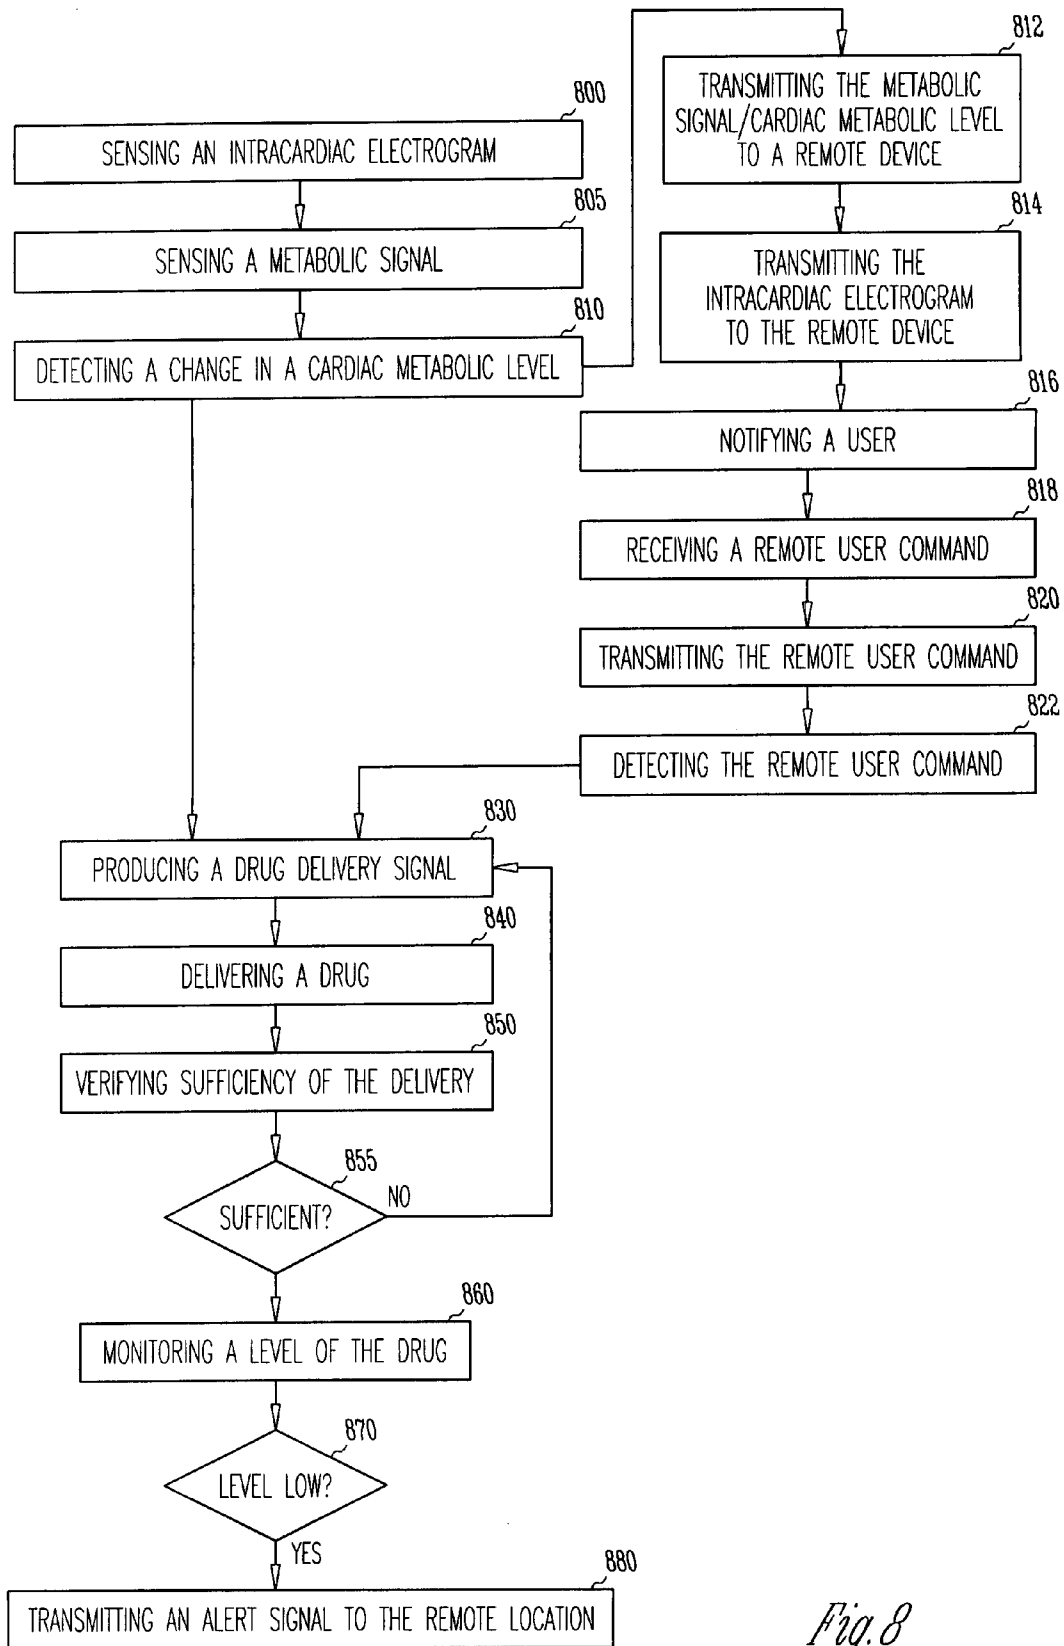 800
SENSING AN INTRACARDIAC ELECTROGRAM
805
SENSING A METABOLIC SIGNAL
810
DETECTING A CHANGE IN A CARDIAC METABOLIC LEVEL
812
TRANSMITTING THE METABOLIC
SIGNAL/CARDIAC METABOLIC LEVEL
TO A REMOTE DEVICE
814
TRANSMITTING THE
INTRACARDIAC ELECTROGRAM
TO THE REMOTE DEVICE
816
NOTIFYING A USER
818
RECEIVING A REMOTE USER COMMAND
820
TRANSMITTING THE REMOTE USER COMMAND
822
DETECTING THE REMOTE USER COMMAND
830
PRODUCING A DRUG DELIVERY SIGNAL
840
DELIVERING A DRUG
850
VERIFYING SUFFICIENCY OF THE DELIVERY
855
SUFFICIENT?
NO
860
MONITORING A LEVEL OF THE DRUG
870
LEVEL LOW?
YES
880
TRANSMITTING AN ALERT SIGNAL TO THE REMOTE LOCATION
Fig. 8